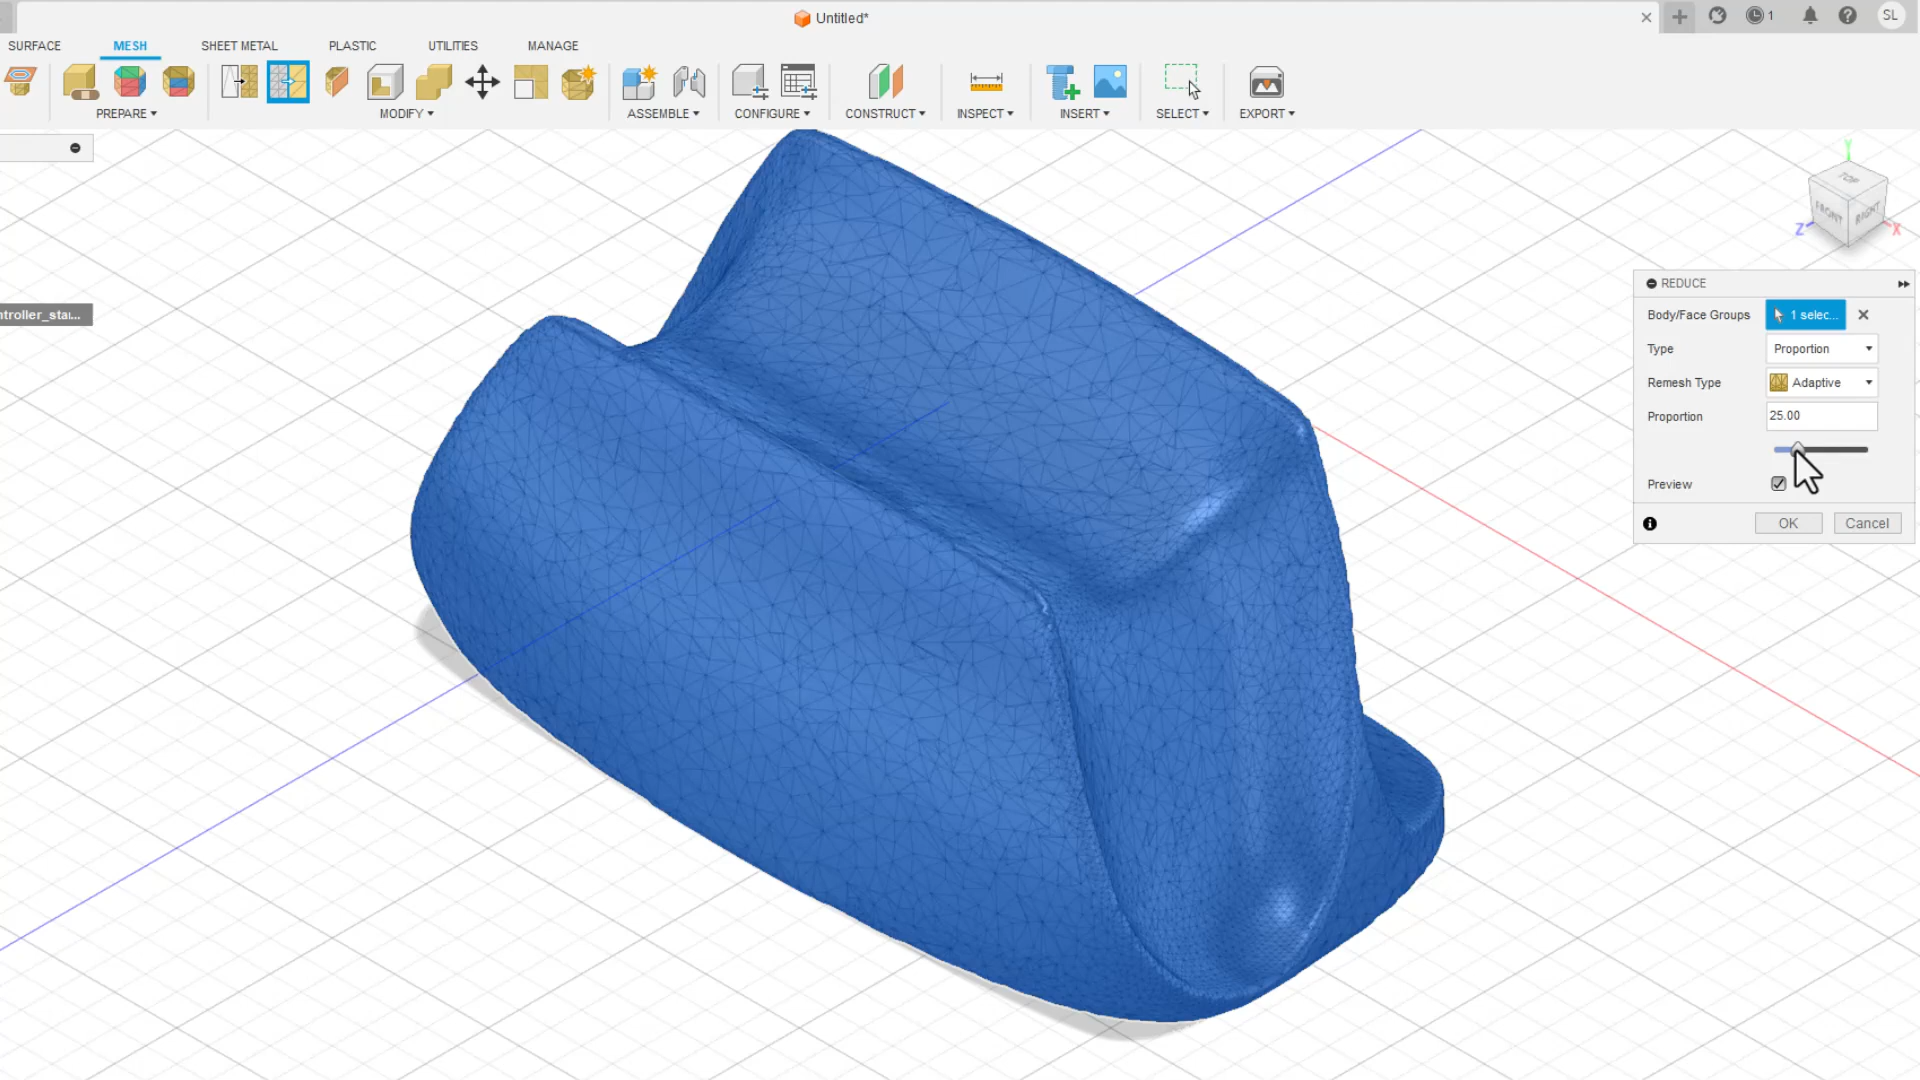 Untitled*
1
SL
SURFACE
MESH
SHEET METAL
PLASTIC
UTILITIES
MANAGE
PREPARE
MODIFY
ASSEMBLE
CONFIGURE
CONSTRUCT
INSPECT
INSERT
SELECT
EXPORT
Y
TOP
FRONT
RIGHT
Z
X
ntroller_sta...
REDUCE
Body/Face Groups
1 selec...
Type
Proportion
Remesh Type
Adaptive
Proportion
25.00
Preview
OK
Cancel